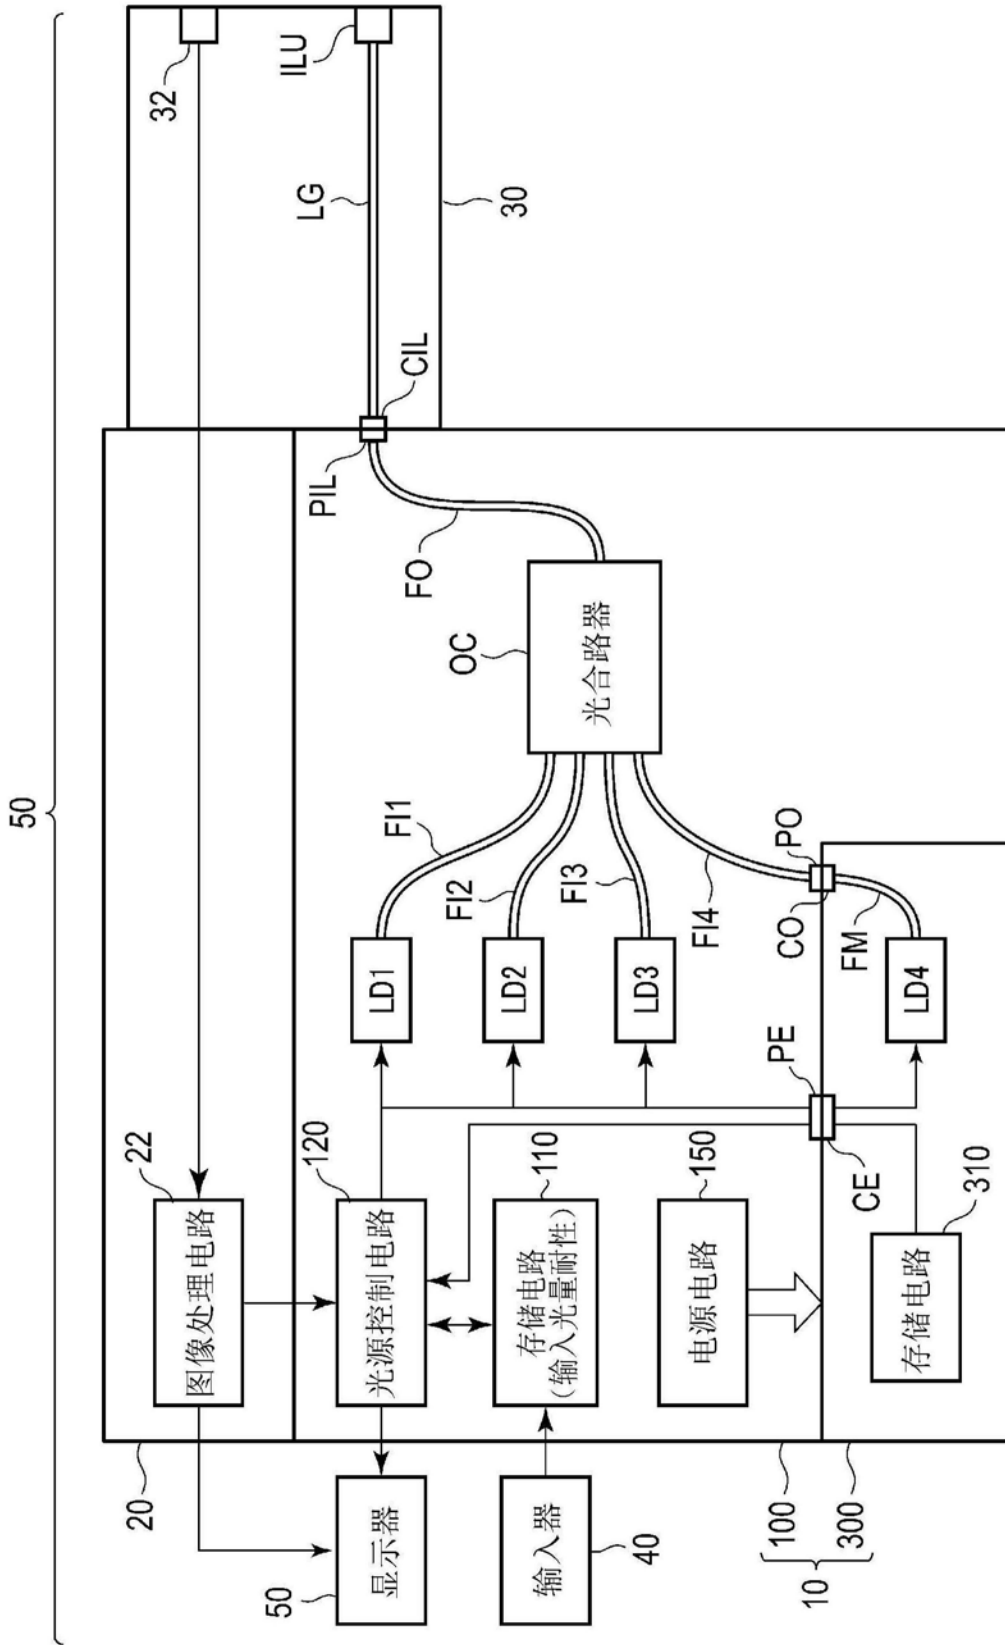 50
20
图像处理电路
22
32
50
显示器
光源控制电路
120
LD1
FI1
PIL
CIL
LG
ILU
30
输入器
40
存储电路
(输入光量耐性)
110
LD2
FI2
OC
光合路器
FO
LD3
FI3
FI4
电源电路
150
PE
CO
PO
10
100
300
存储电路
310
CE
LD4
FM